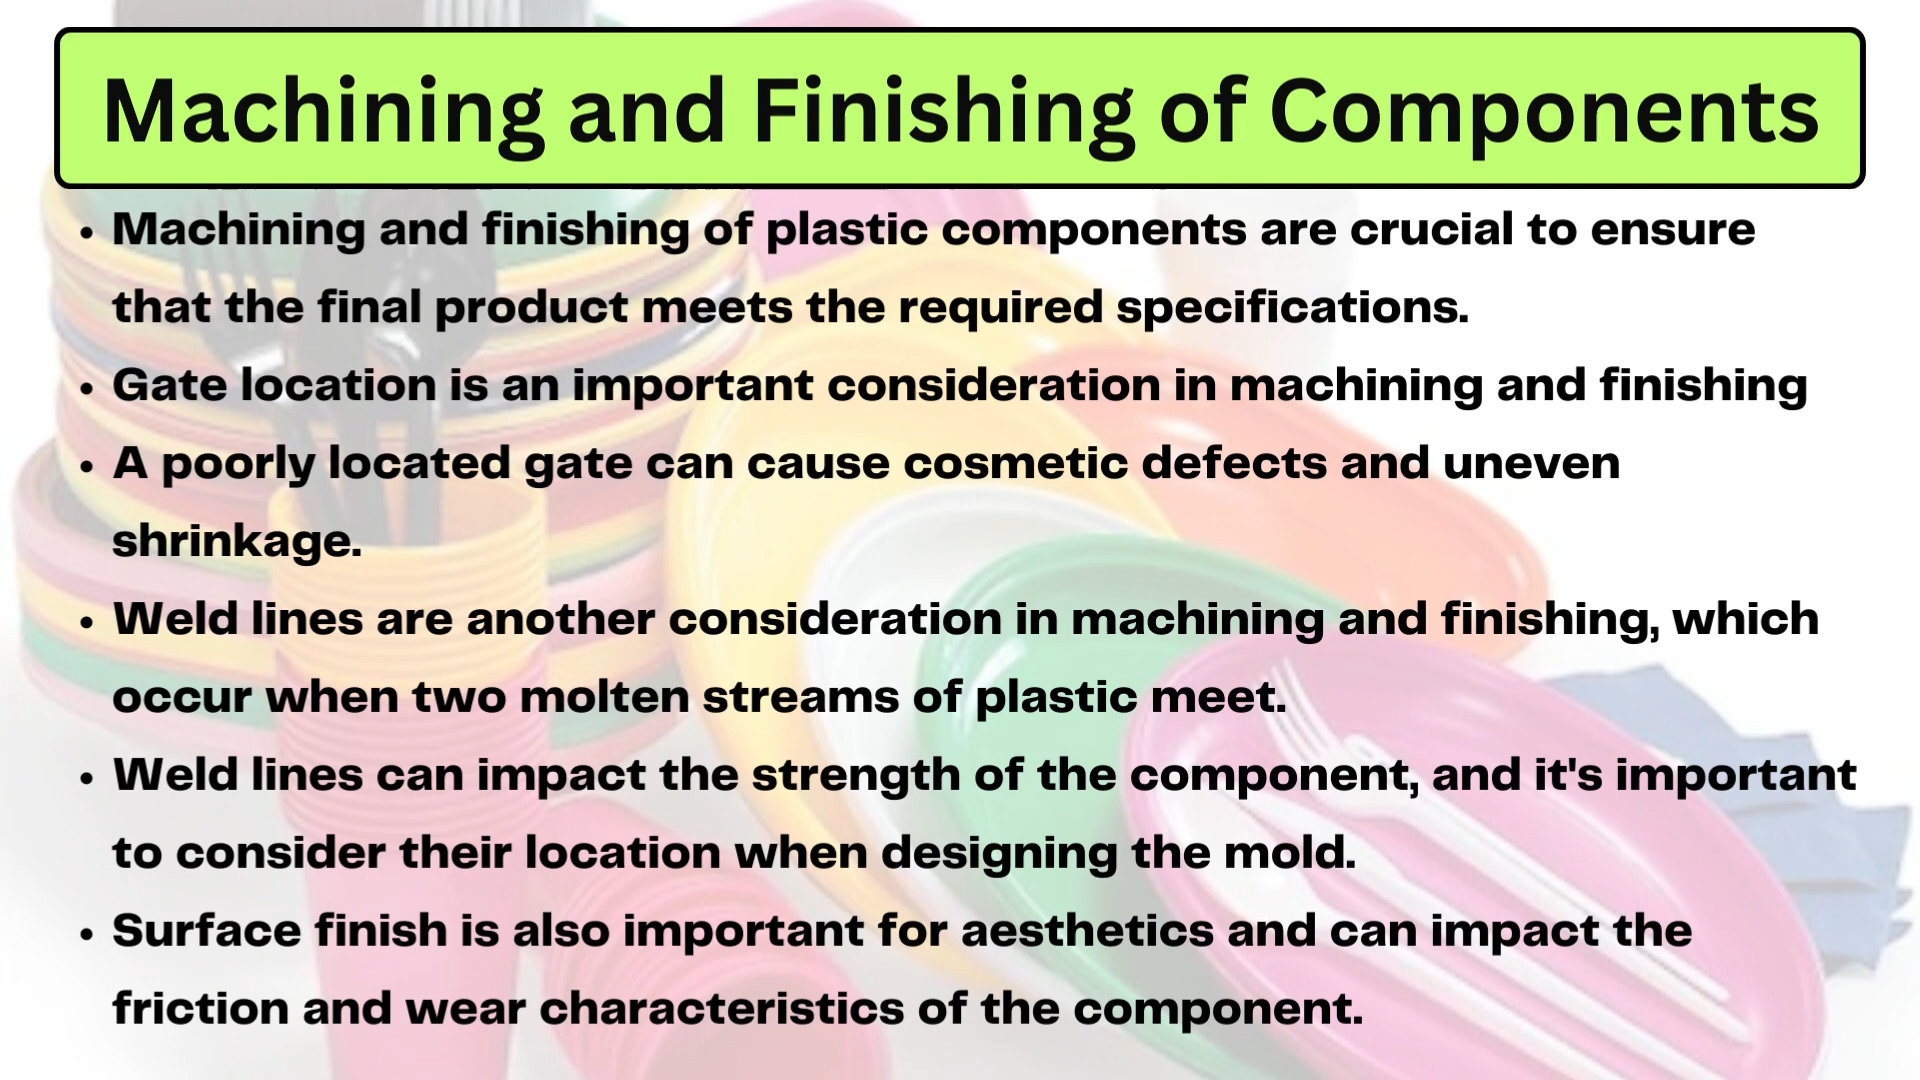 Machining and Finishing of Components
• Machining and finishing of plastic components are crucial to ensure
that the final product meets the required specifications.
• Gate location is an important consideration in machining and finishing
• A poorly located gate can cause cosmetic defects and uneven
shrinkage.
• Weld lines are another consideration in machining and finishing, which
occur when two molten streams of plastic meet.
• Weld lines can impact the strength of the component, and it's important
to consider their location when designing the mold.
• Surface finish is also important for aesthetics and can impact the
friction and wear characteristics of the component.